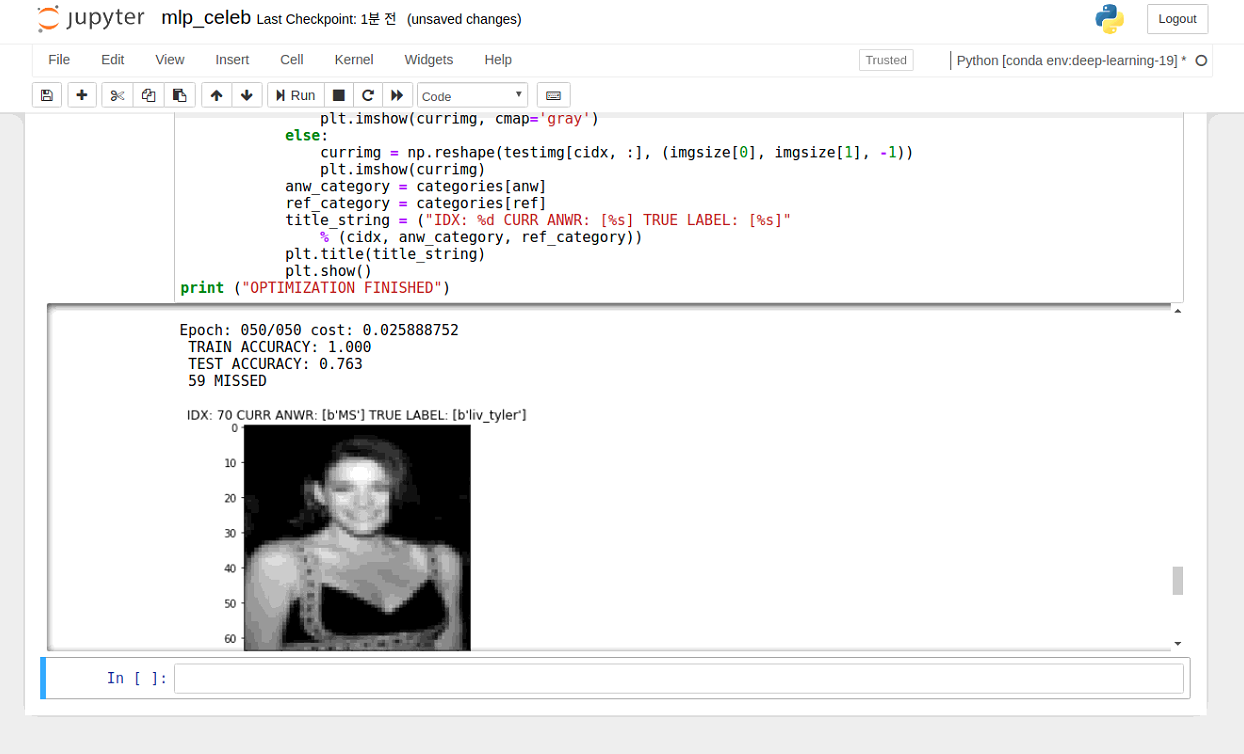 jupyter mlp_celeb Last Checkpoint: 1분 전 (unsaved changes) Logout
File Edit View Insert Cell Kernel Widgets Help Trusted Python [conda env:deep-learning-19] *
Run Code
plt.imshow(currimg, cmap='gray')
else:
currimg = np.reshape(testimg[cidx, :], (imgsize[0], imgsize[1], -1))
plt.imshow(currimg)
anw_category = categories[anw]
ref_category = categories[ref]
title_string = ("IDX: %d CURR ANWR: [%s] TRUE LABEL: [%s]"
% (cidx, anw_category, ref_category))
plt.title(title_string)
plt.show()
print ("OPTIMIZATION FINISHED")
Epoch: 050/050 cost: 0.025888752
TRAIN ACCURACY: 1.000
TEST ACCURACY: 0.763
59 MISSED
IDX: 70 CURR ANWR: [b'MS'] TRUE LABEL: [b'liv_tyler']
0
10
20
30
40
50
60
In [ ]: